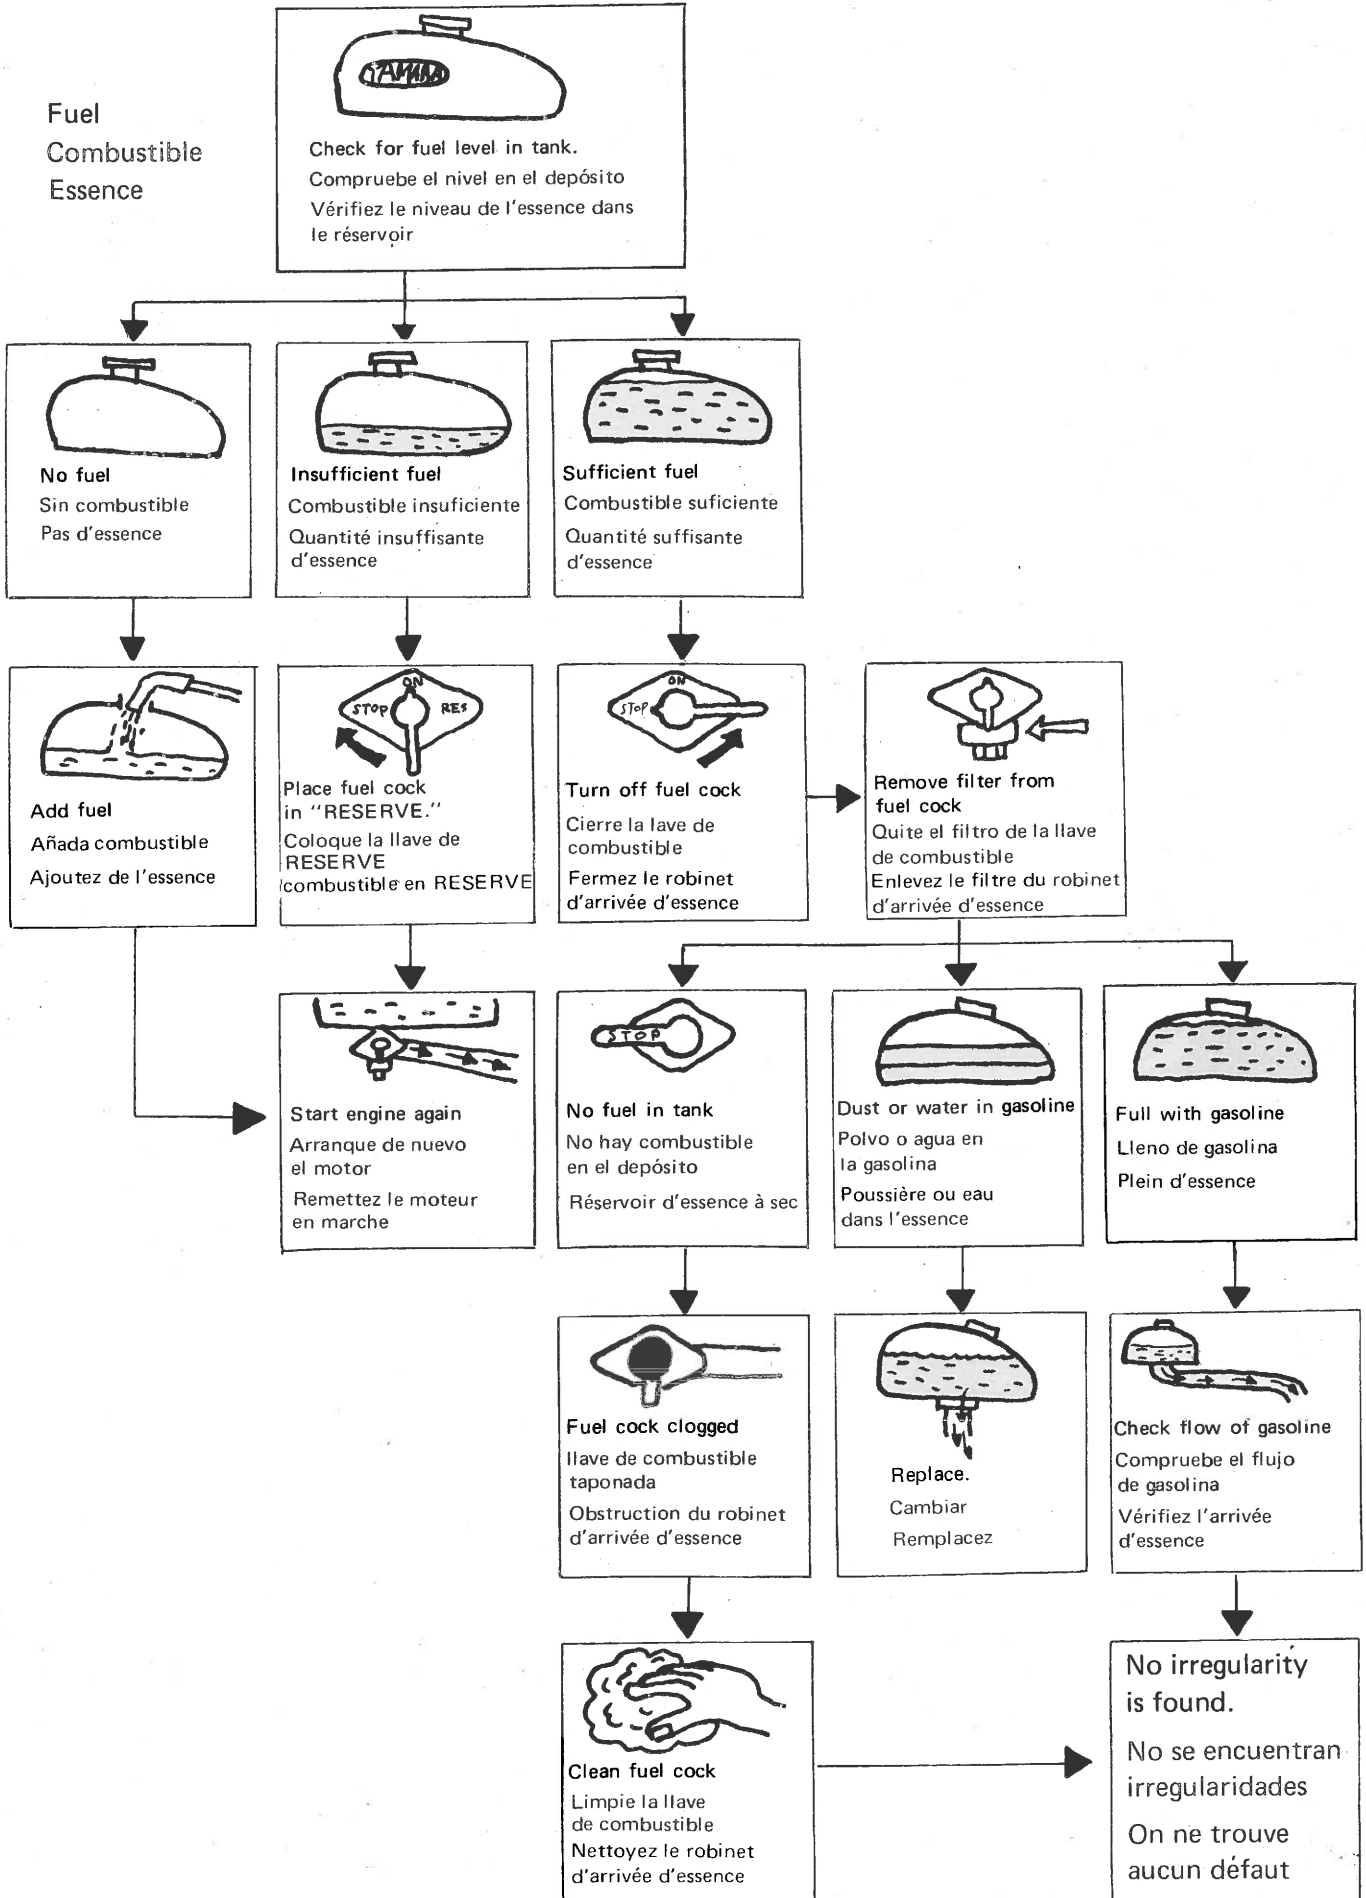 Fuel
Combustible
Essence
YAMAHA
Check for fuel level in tank.
Compruebe el nivel en el depósito
Vérifiez le niveau de l'essence dans
le réservoir
No fuel
Sin combustible
Pas d'essence
Insufficient fuel
Combustible insuficiente
Quantité insuffisante
d'essence
Sufficient fuel
Combustible suficiente
Quantité suffisante
d'essence
Add fuel
Añada combustible
Ajoutez de l'essence
ON
STOP RES
Place fuel cock
in "RESERVE."
Coloque la llave de
RESERVE
combustible en RESERVE
ON
STOP
Turn off fuel cock
Cierre la lave de
combustible
Fermez le robinet
d'arrivée d'essence
Remove filter from
fuel cock
Quite el filtro de la llave
de combustible
Enlevez le filtre du robinet
d'arrivée d'essence
Start engine again
Arranque de nuevo
el motor
Remettez le moteur
en marche
STOP
No fuel in tank
No hay combustible
en el depósito
Réservoir d'essence à sec
Dust or water in gasoline
Polvo o agua en
la gasolina
Poussière ou eau
dans l'essence
Full with gasoline
Lleno de gasolina
Plein d'essence
Fuel cock clogged
llave de combustible
taponada
Obstruction du robinet
d'arrivée d'essence
Replace.
Cambiar
Remplacez
Check flow of gasoline
Compruebe el flujo
de gasolina
Vérifiez l'arrivée
d'essence
Clean fuel cock
Limpie la llave
de combustible
Nettoyez le robinet
d'arrivée d'essence
No irregularity
is found.
No se encuentran
irregularidades
On ne trouve
aucun défaut